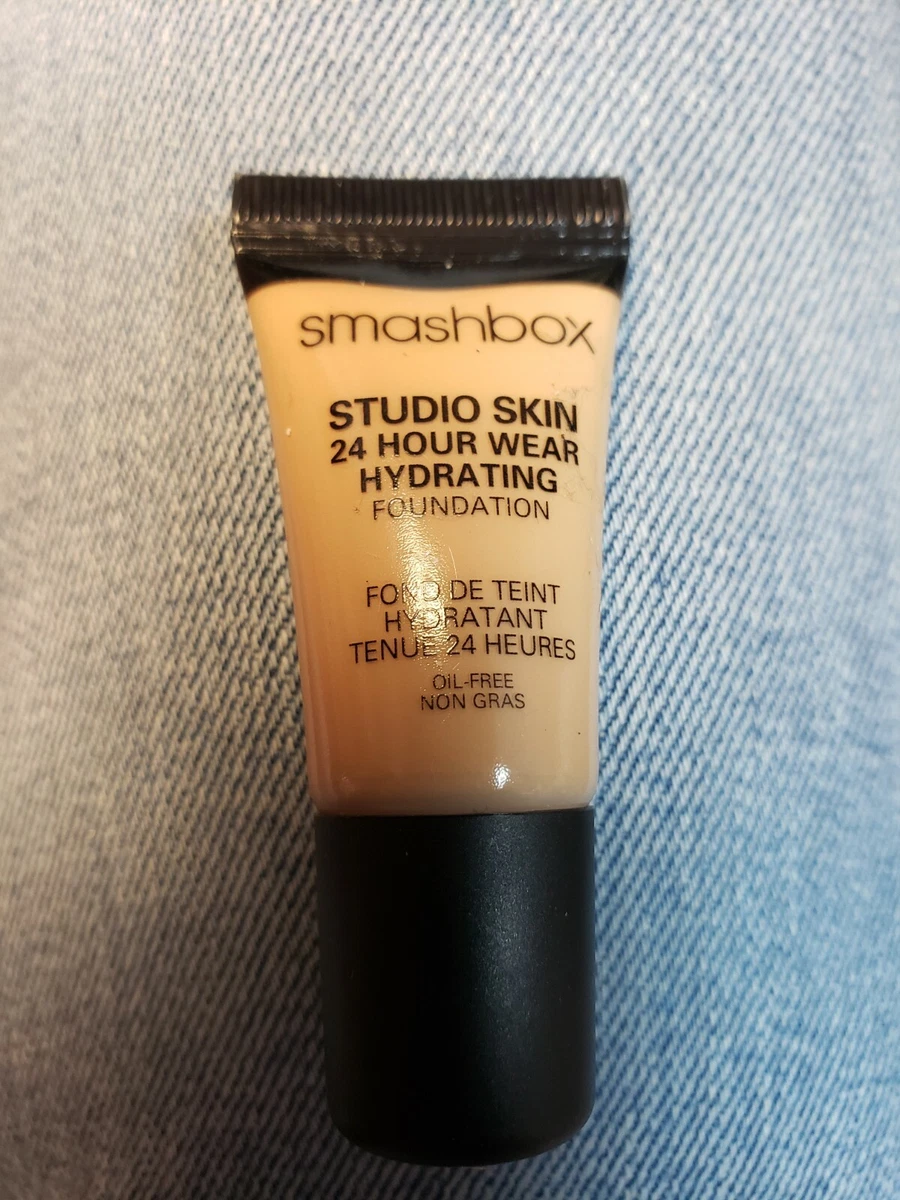 smashbox
STUDIO SKIN
24 HOUR WEAR
HYDRATING
FOUNDATION
FOND DE TEINT
HYDRATANT
TENUE 24 HEURES
OIL-FREE
NON GRAS